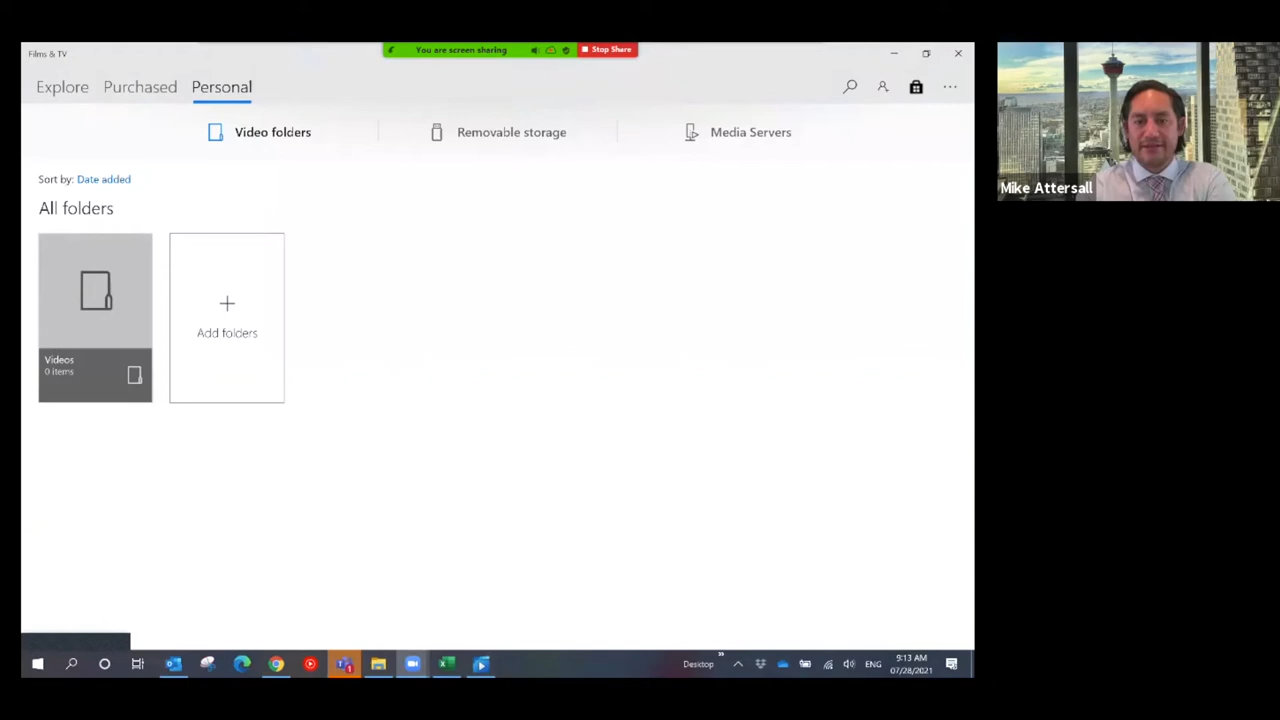 Films & TV
You are screen sharing
Stop Share
Explore
Purchased
Personal
Video folders
Removable storage
Media Servers
Mike Attersall
Sort by: Date added
All folders
Videos
0 items
Add folders
Desktop
ENG
9:13 AM
07/28/2021